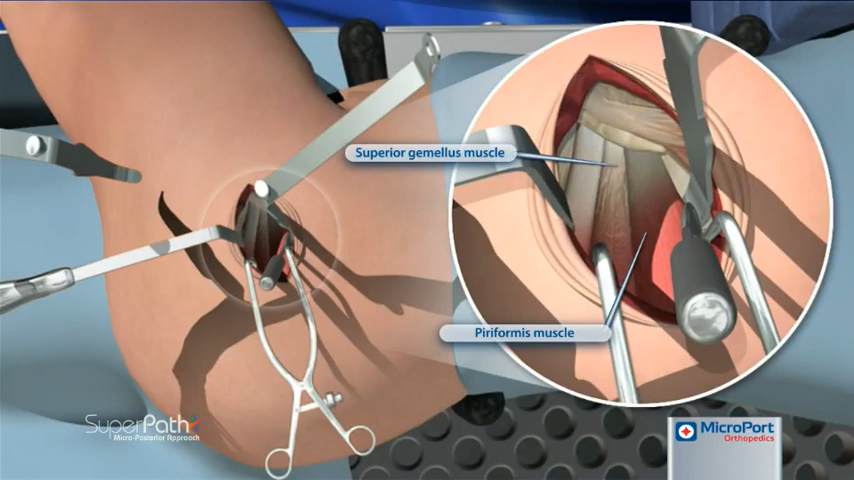 Superior gemellus muscle
Piriformis muscle
SuperPath
Micro-Posterior Approach
MicroPort
Orthopedics